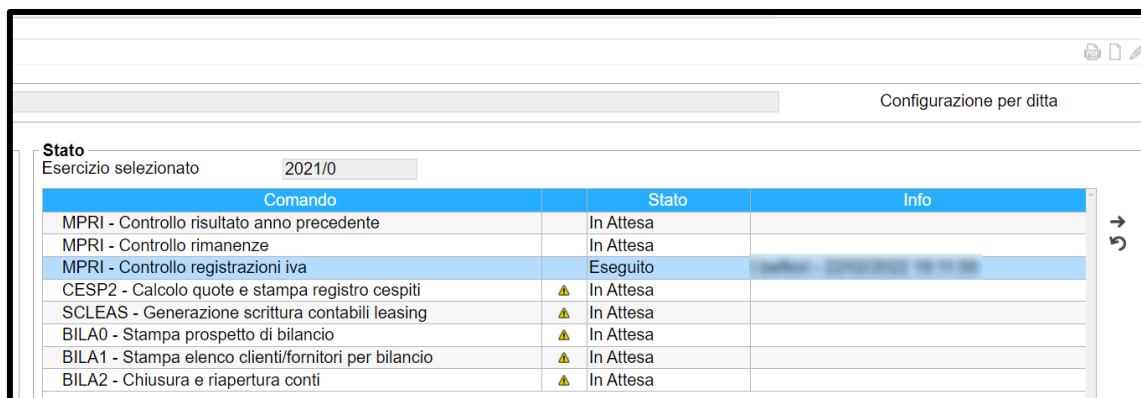 Configurazione per ditta
Stato
Esercizio selezionato 2021/0
Comando Stato Info
MPRI - Controllo risultato anno precedente In Attesa
MPRI - Controllo rimanenze In Attesa
MPRI - Controllo registrazioni iva Eseguito
CESP2 - Calcolo quote e stampa registro cespiti In Attesa
SCLEAS - Generazione scrittura contabili leasing In Attesa
BILA0 - Stampa prospetto di bilancio In Attesa
BILA1 - Stampa elenco clienti/fornitori per bilancio In Attesa
BILA2 - Chiusura e riapertura conti In Attesa